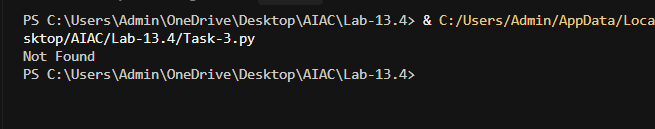 PS C:\Users\Admin\OneDrive\Desktop\AIAC\Lab-13.4> & C:/Users/Admin/AppData/Loca
sktop/AIAC/Lab-13.4/Task-3.py
Not Found
PS C:\Users\Admin\OneDrive\Desktop\AIAC\Lab-13.4>